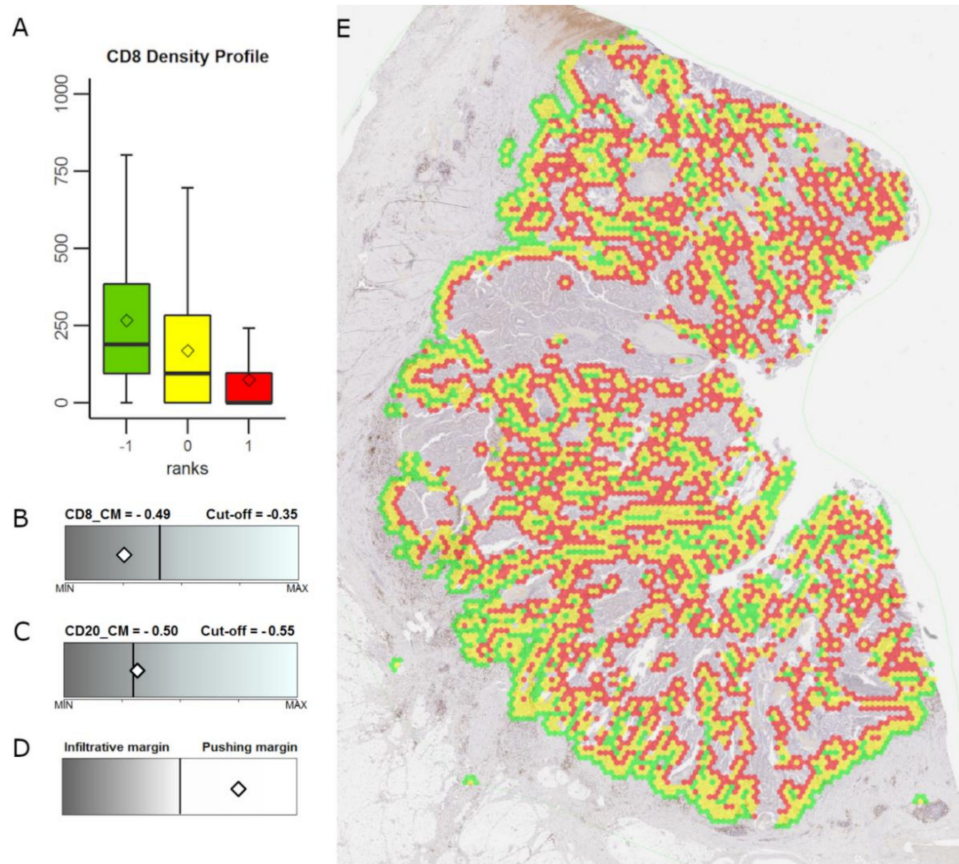 A
CD8 Density Profile
1000
750
500
250
0
-1 0 1
ranks
B
CD8_CM = - 0.49 Cut-off = -0.35
MIN MAX
C
CD20_CM = - 0.50 Cut-off = -0.55
MIN MAX
D
Infiltrative margin Pushing margin
E